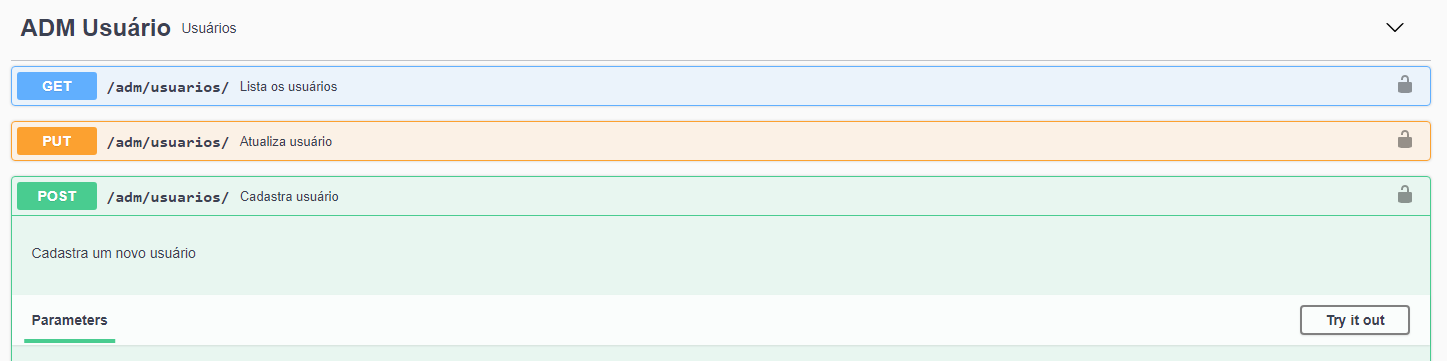 ADM Usuário Usuários
GET /adm/usuarios/ Lista os usuários
PUT /adm/usuarios/ Atualiza usuário
POST /adm/usuarios/ Cadastra usuário
Cadastra um novo usuário
Parameters Try it out